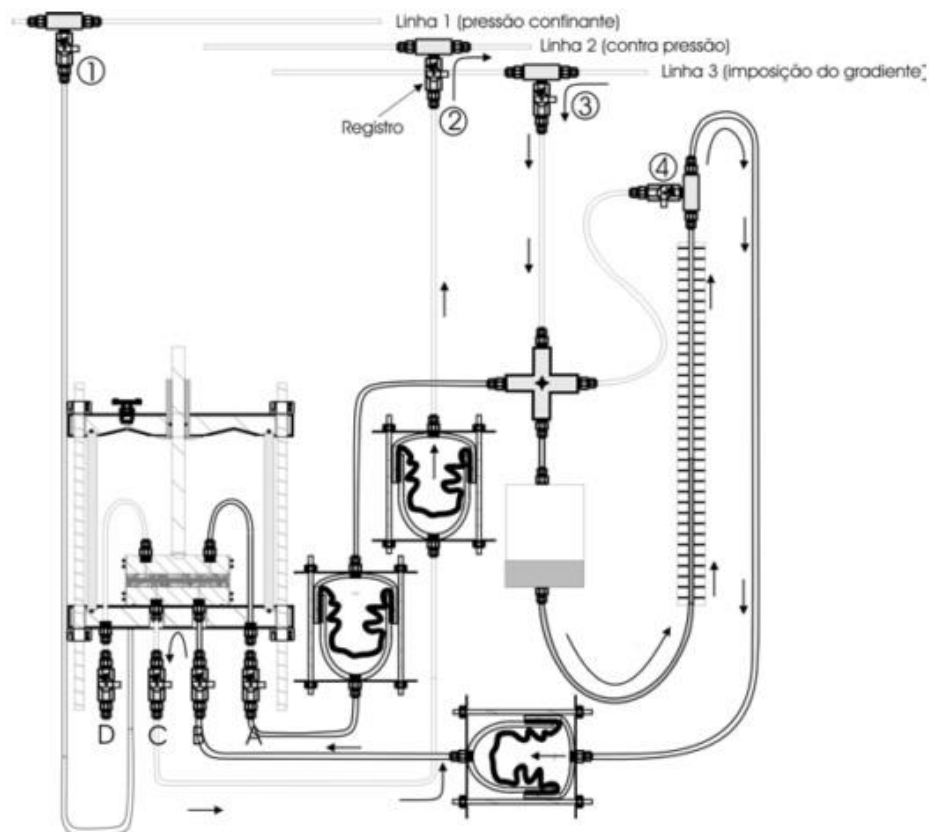 Linha 1 (pressão confinante)
Linha 2 (contra pressão)
Linha 3 (imposição do gradiente
1
2
3
Registro
4
D C A